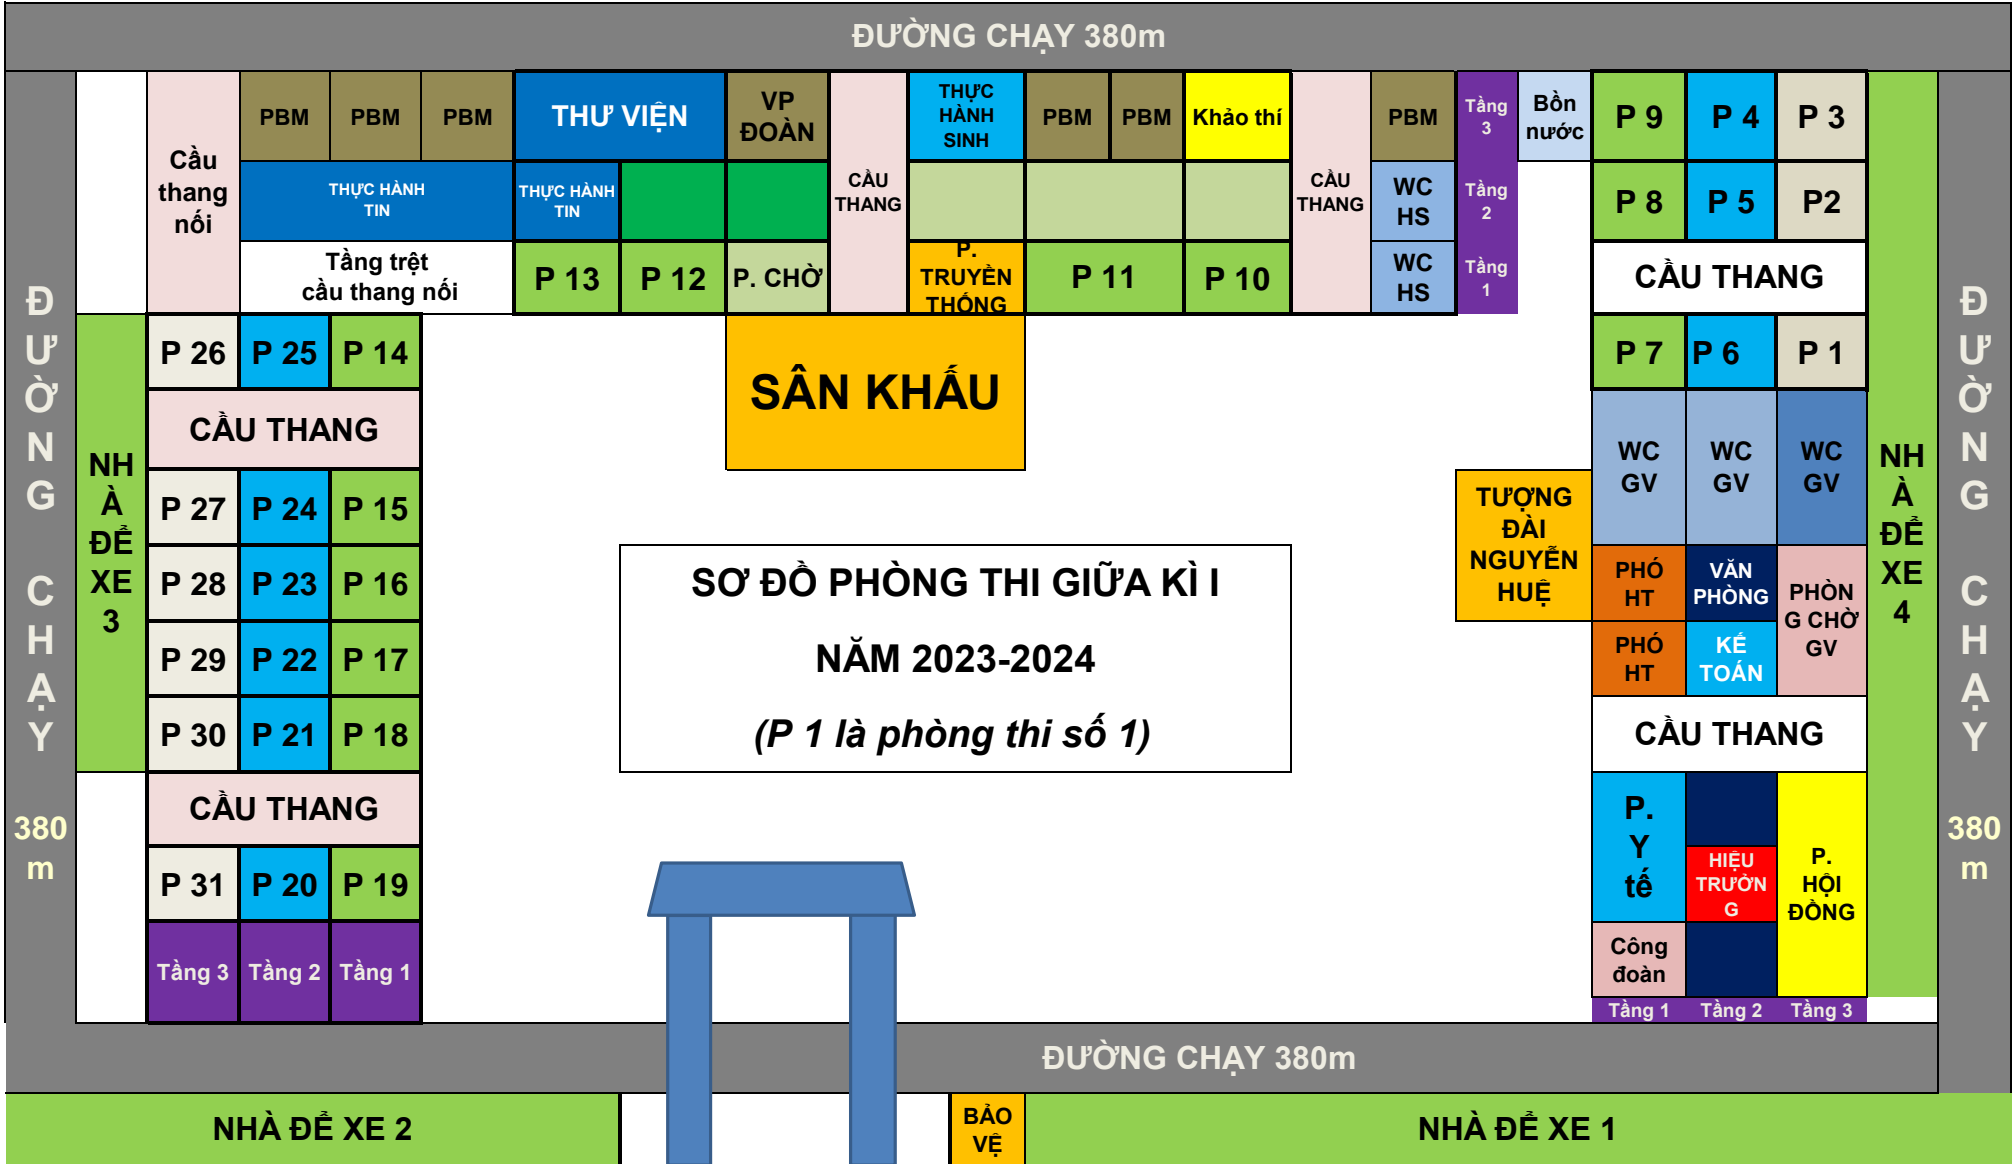 ĐƯỜNG CHẠY 380m
Đ
Ư
Ờ
N
G
C
H
Ạ
Y
380
m
Cầu
thang
nối
PBM
PBM
PBM
THƯ VIỆN
VP
ĐOÀN
CẦU
THANG
THỰC
HÀNH
SINH
PBM
PBM
Khảo thí
CẦU
THANG
PBM
Tầng
3
Bồn
nước
P 9
P 4
P 3
THỰC HÀNH
TIN
THỰC HÀNH
TIN
WC
HS
Tầng
2
P 8
P 5
P2
Tầng trệt
cầu thang nối
P 13
P 12
P. CHỜ
P.
TRUYỀN
THỐNG
P 11
P 10
WC
HS
Tầng
1
CẦU THANG
NH
À
ĐỂ
XE
3
P 26
P 25
P 14
SÂN KHẤU
P 7
P 6
P 1
CẦU THANG
WC
GV
WC
GV
WC
GV
P 27
P 24
P 15
TƯỢNG
ĐÀI
NGUYỄN
HUỆ
P 28
P 23
P 16
SƠ ĐỒ PHÒNG THI GIỮA KÌ I
NĂM 2023-2024
(P 1 là phòng thi số 1)
PHÓ
HT
VĂN
PHÒNG
PHÒN
G CHỜ
GV
P 29
P 22
P 17
PHÓ
HT
KẾ
TOÁN
P 30
P 21
P 18
CẦU THANG
CẦU THANG
P.
Y
tế
HIỆU
TRƯỞN
G
P.
HỘI
ĐỒNG
P 31
P 20
P 19
Công
đoàn
Tầng 3
Tầng 2
Tầng 1
Tầng 1
Tầng 2
Tầng 3
NH
À
ĐỂ
XE
4
Đ
Ư
Ờ
N
G
C
H
Ạ
Y
380
m
ĐƯỜNG CHẠY 380m
NHÀ ĐỂ XE 2
BẢO
VỆ
NHÀ ĐỂ XE 1